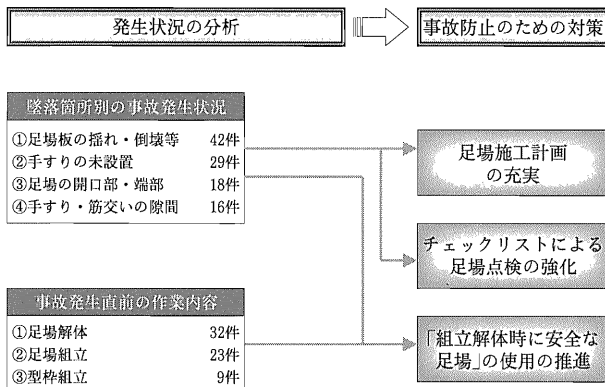 発生状況の分析
事故防止のための対策
墜落箇所別の事故発生状況
①足場板の揺れ・倒壊等 42件
②手すりの未設置 29件
③足場の開口部・端部 18件
④手すり・筋交いの隙間 16件
事故発生直前の作業内容
①足場解体 32件
②足場組立 23件
③型枠組立 9件
足場施工計画
の充実
チェックリストによる
足場点検の強化
「組立解体時に安全な
足場」の使用の推進